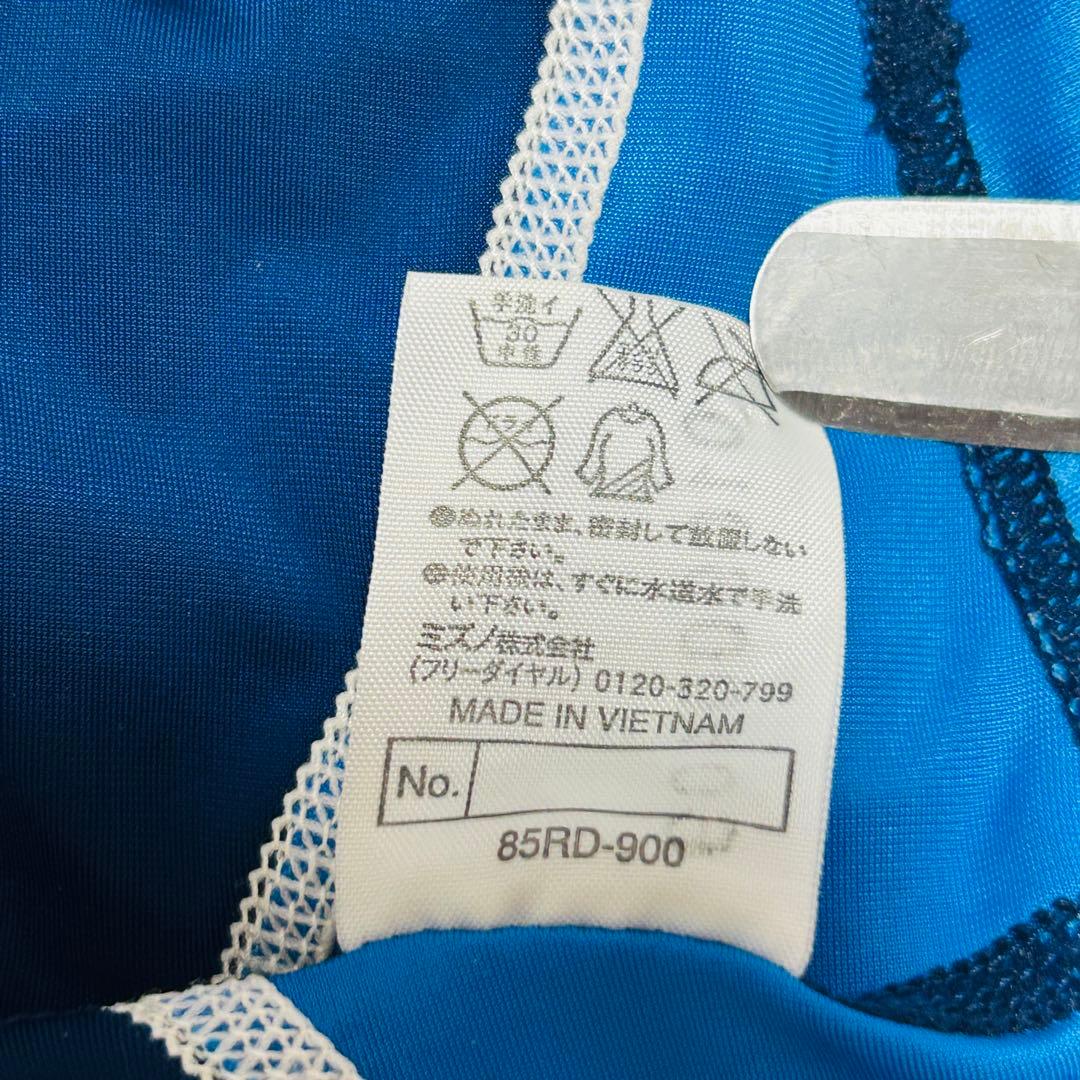 手洗イ
30
中性
●ぬれたまま、密封して放置しない
で下さい。
●使用後は、すぐに水道水で手洗
い下さい。
ミズノ株式会社
(フリーダイヤル) 0120-320-799
MADE IN VIETNAM
No.
85RD-900